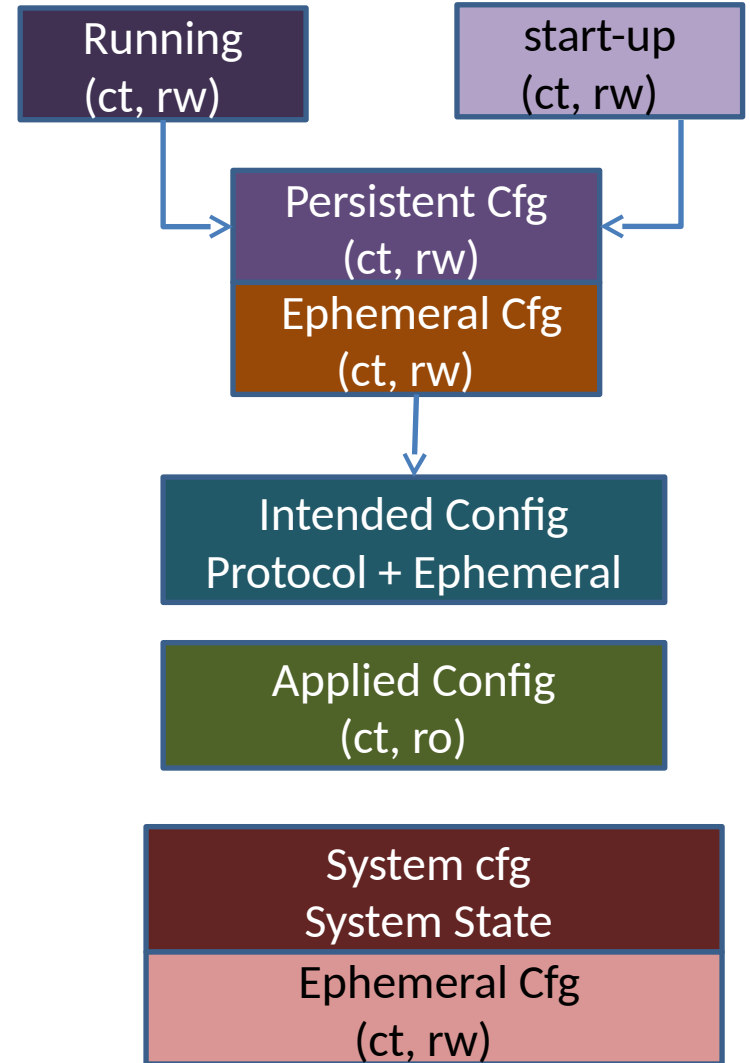 Running
(ct, rw)
start-up
(ct, rw)
Persistent Cfg
(ct, rw)
Ephemeral Cfg
(ct, rw)
Intended Config
Protocol + Ephemeral
Applied Config
(ct, ro)
System cfg
System State
Ephemeral Cfg
(ct, rw)